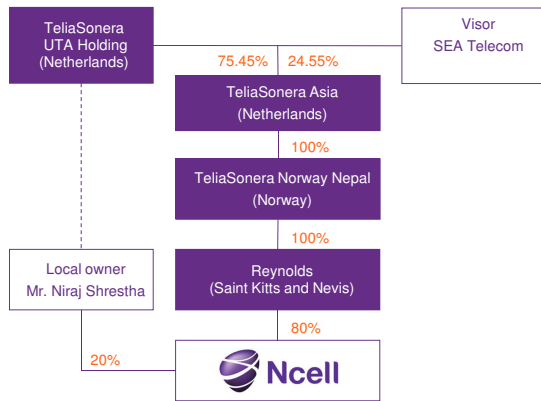 TeliaSonera
UTA Holding
(Netherlands)
Visor
SEA Telecom
75.45%
24.55%
TeliaSonera Asia
(Netherlands)
100%
TeliaSonera Norway Nepal
(Norway)
100%
Local owner
Mr. Niraj Shrestha
Reynolds
(Saint Kitts and Nevis)
20%
80%
Ncell